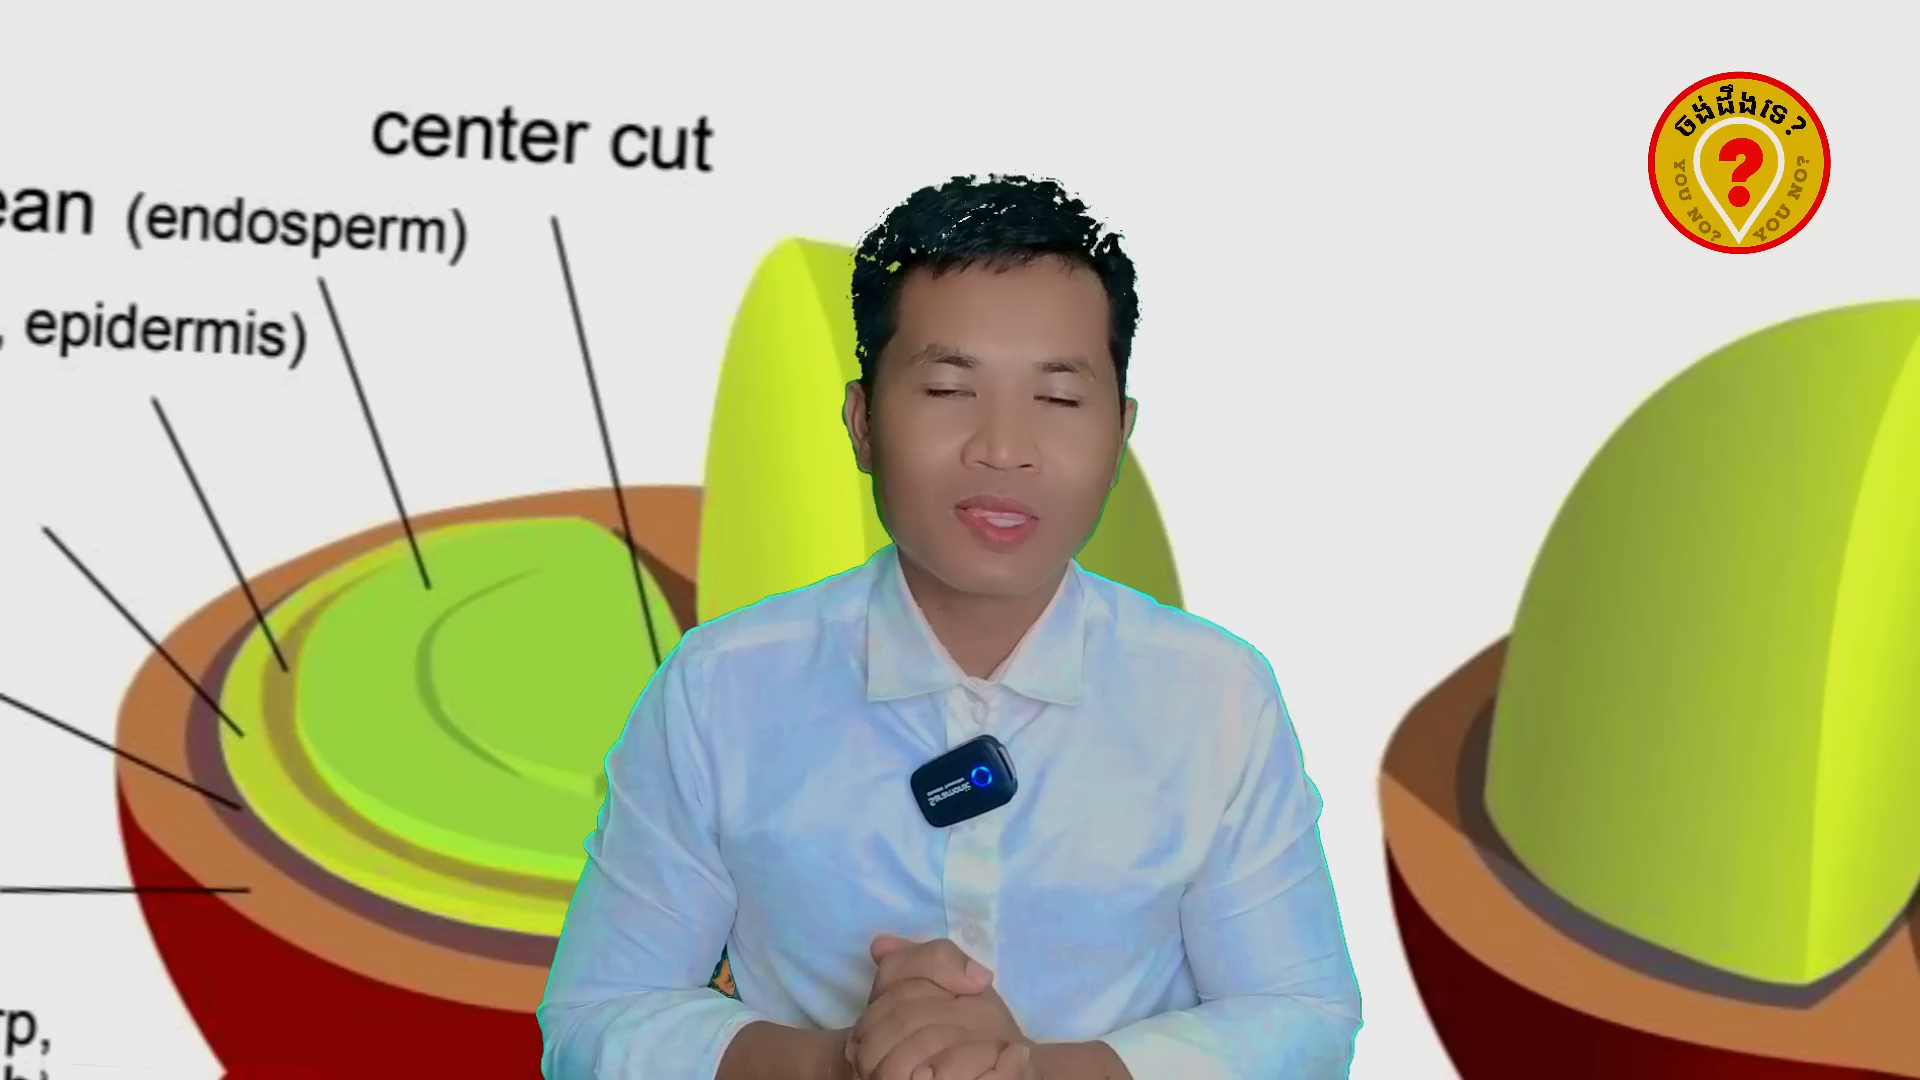 center cut
ean (endosperm)
, epidermis)
rp,
ចង់ដឹងទេ?
?
YOU NO?
YOU NO?